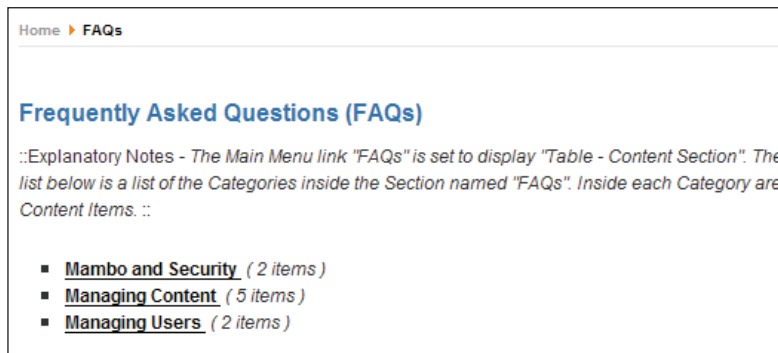 Home FAQs
Frequently Asked Questions (FAQs)
::Explanatory Notes - The Main Menu link "FAQs" is set to display "Table - Content Section". The
list below is a list of the Categories inside the Section named "FAQs". Inside each Category are
Content Items. ::
Mambo and Security ( 2 items )
Managing Content ( 5 items )
Managing Users ( 2 items )